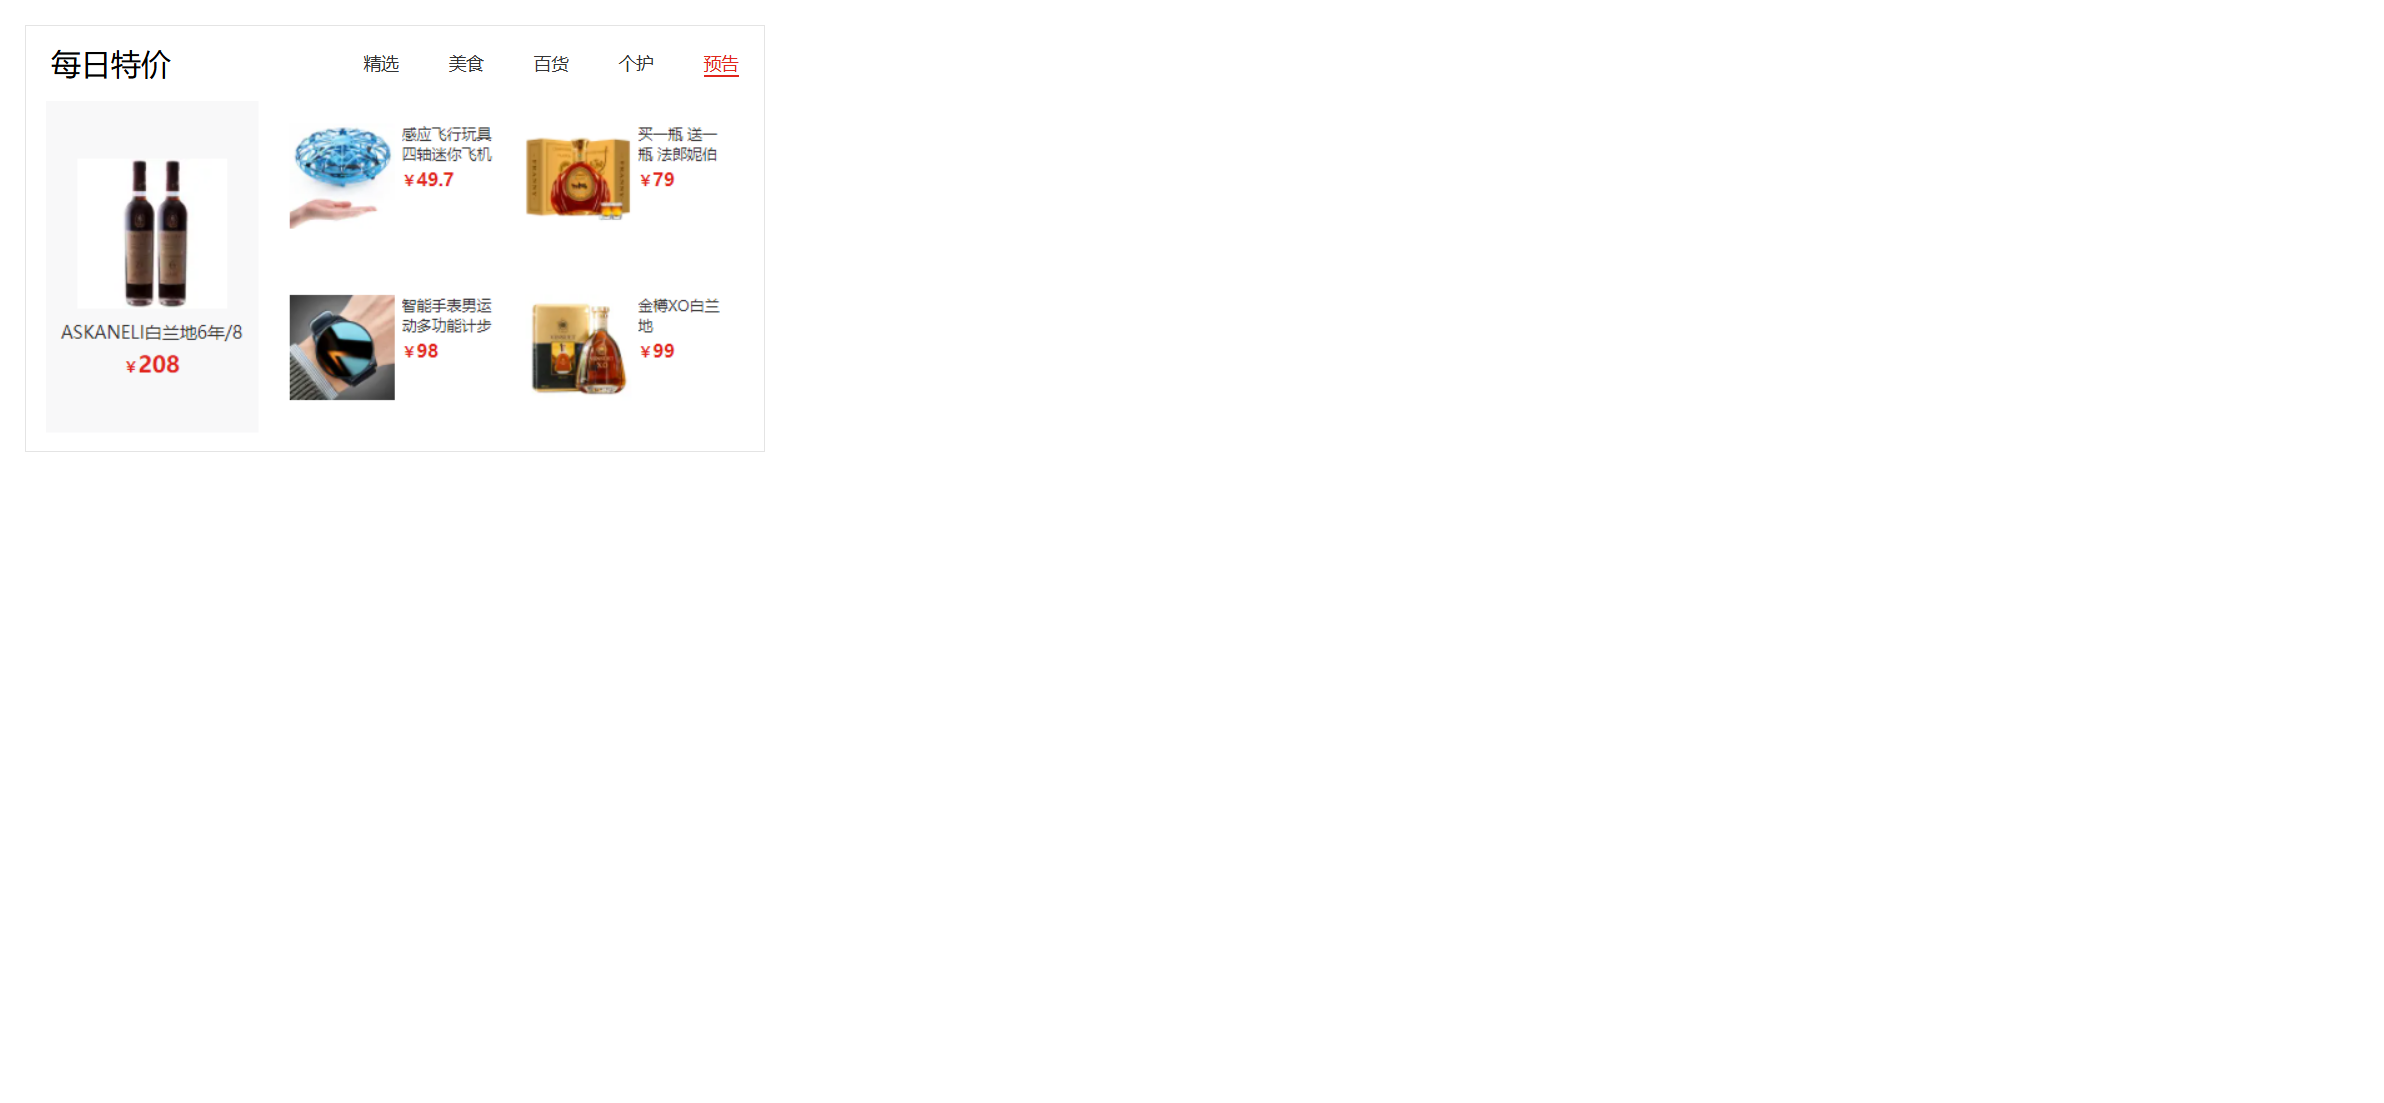 每日特价
精选
美食
百货
个护
预告
ASKANELI白兰地6年/8
￥208
感应飞行玩具
四轴迷你飞机
￥49.7
买一瓶 送一
瓶 法郎妮伯
￥79
智能手表男运
动多功能计步
￥98
金樽XO白兰
地
￥99